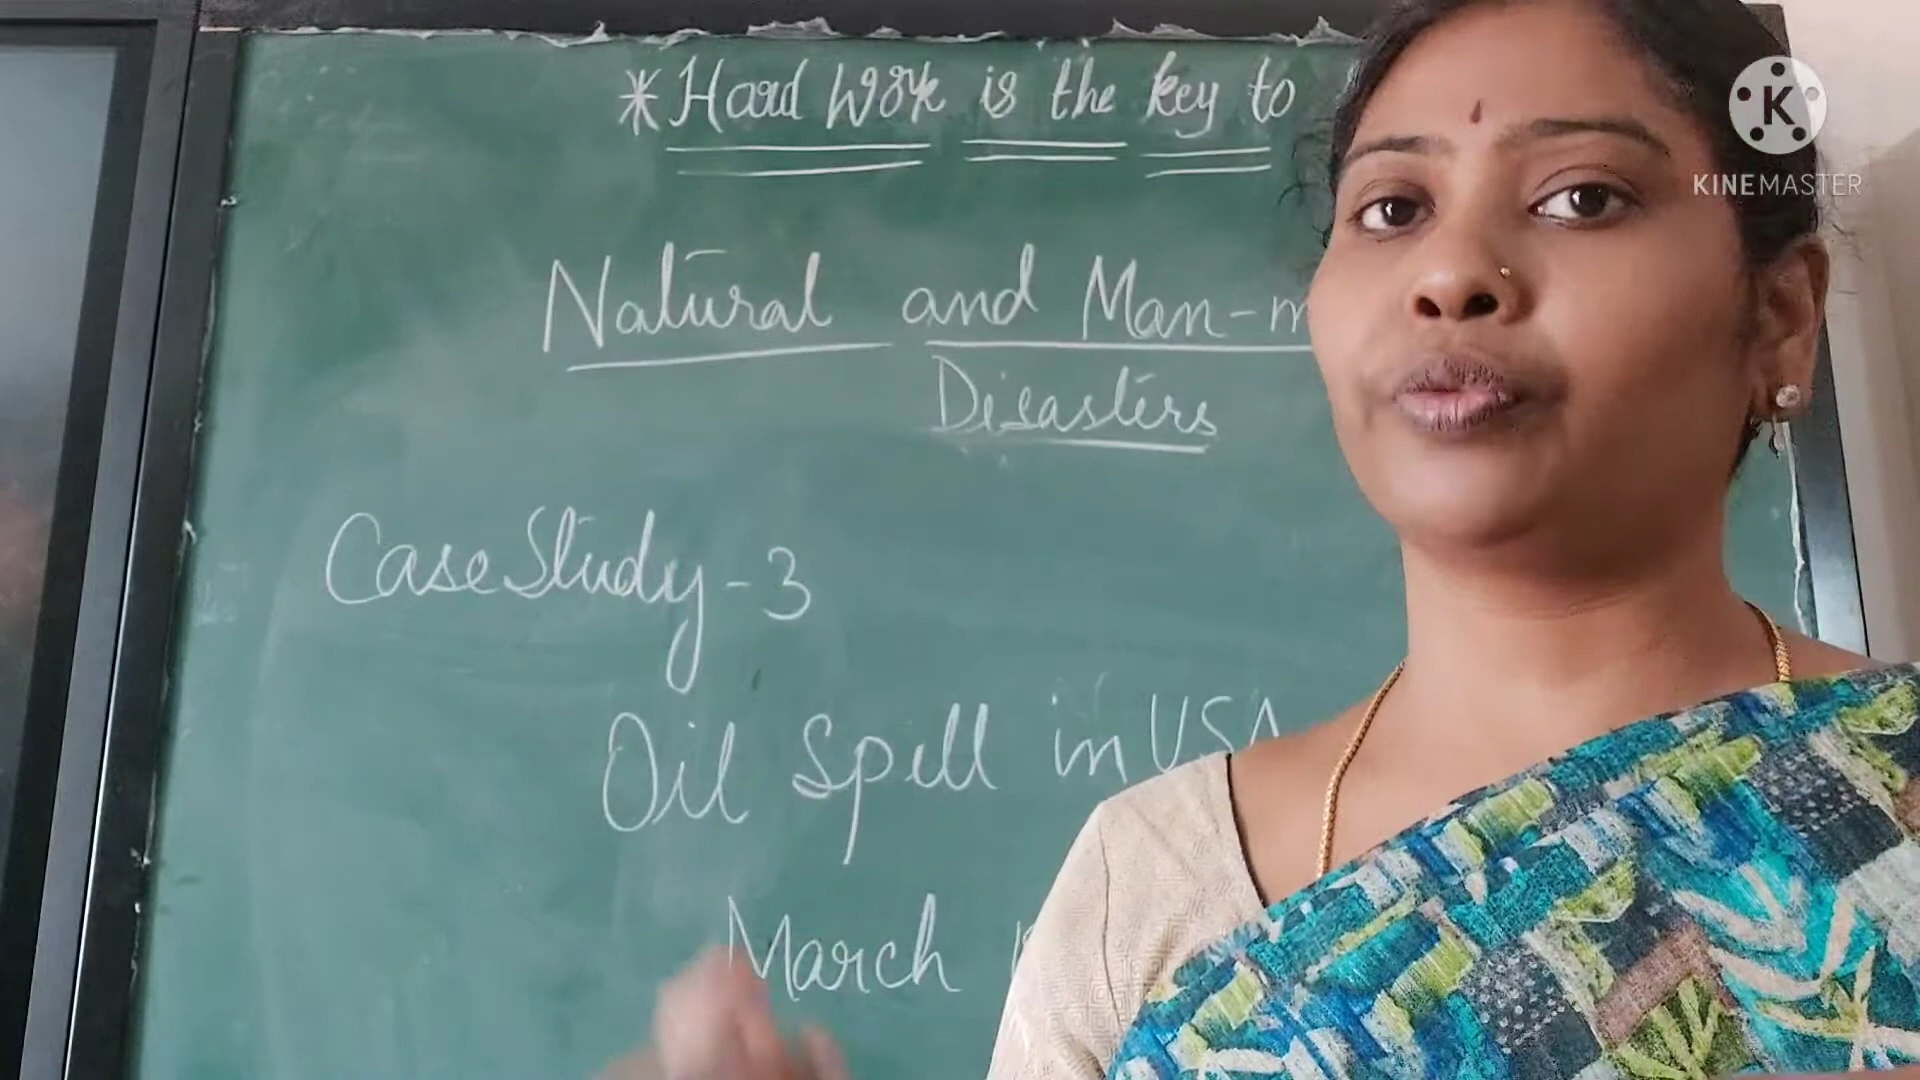 * Hard Work is the key to
K
KINEMASTER
Natural and Man-m
Disasters
Case Study - 3
Oil Spill in USA
March